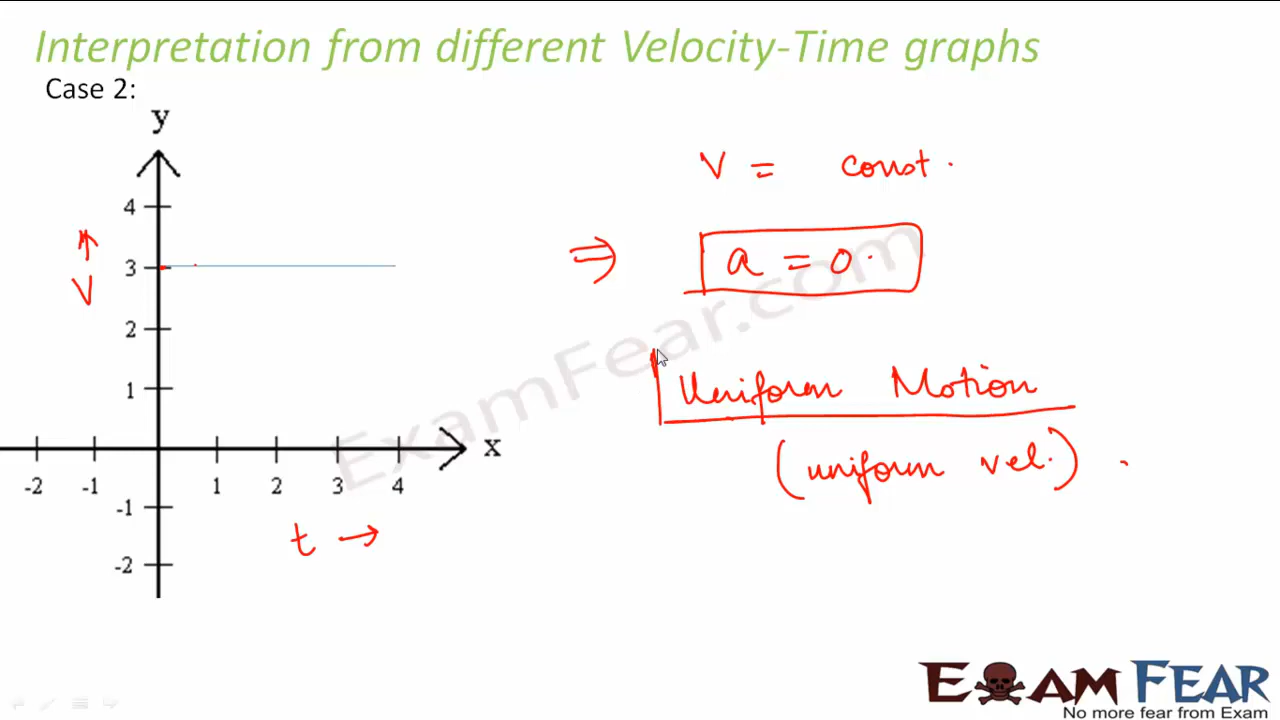 Interpretation from different Velocity-Time graphs
Case 2:
y
V = const.
4
↑
V
3
⇒ a = 0.
2
1
Uniform Motion
x
(uniform vel.).
-2 -1 1 2 3 4
-1
t →
-2
ExamFear.com
EXAM FEAR
No more fear from Exam